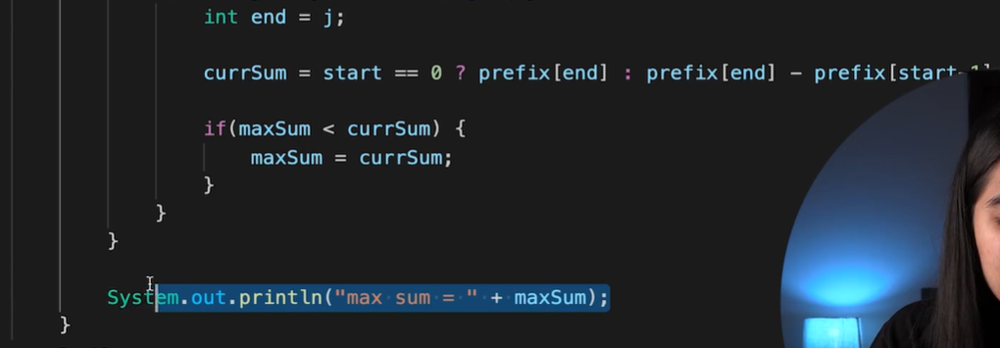 int end = j;
currSum = start == 0 ? prefix[end] : prefix[end] - prefix[start-1];
if(maxSum < currSum) {
maxSum = currSum;
}
}
}
System.out.println("max sum = " + maxSum);
}